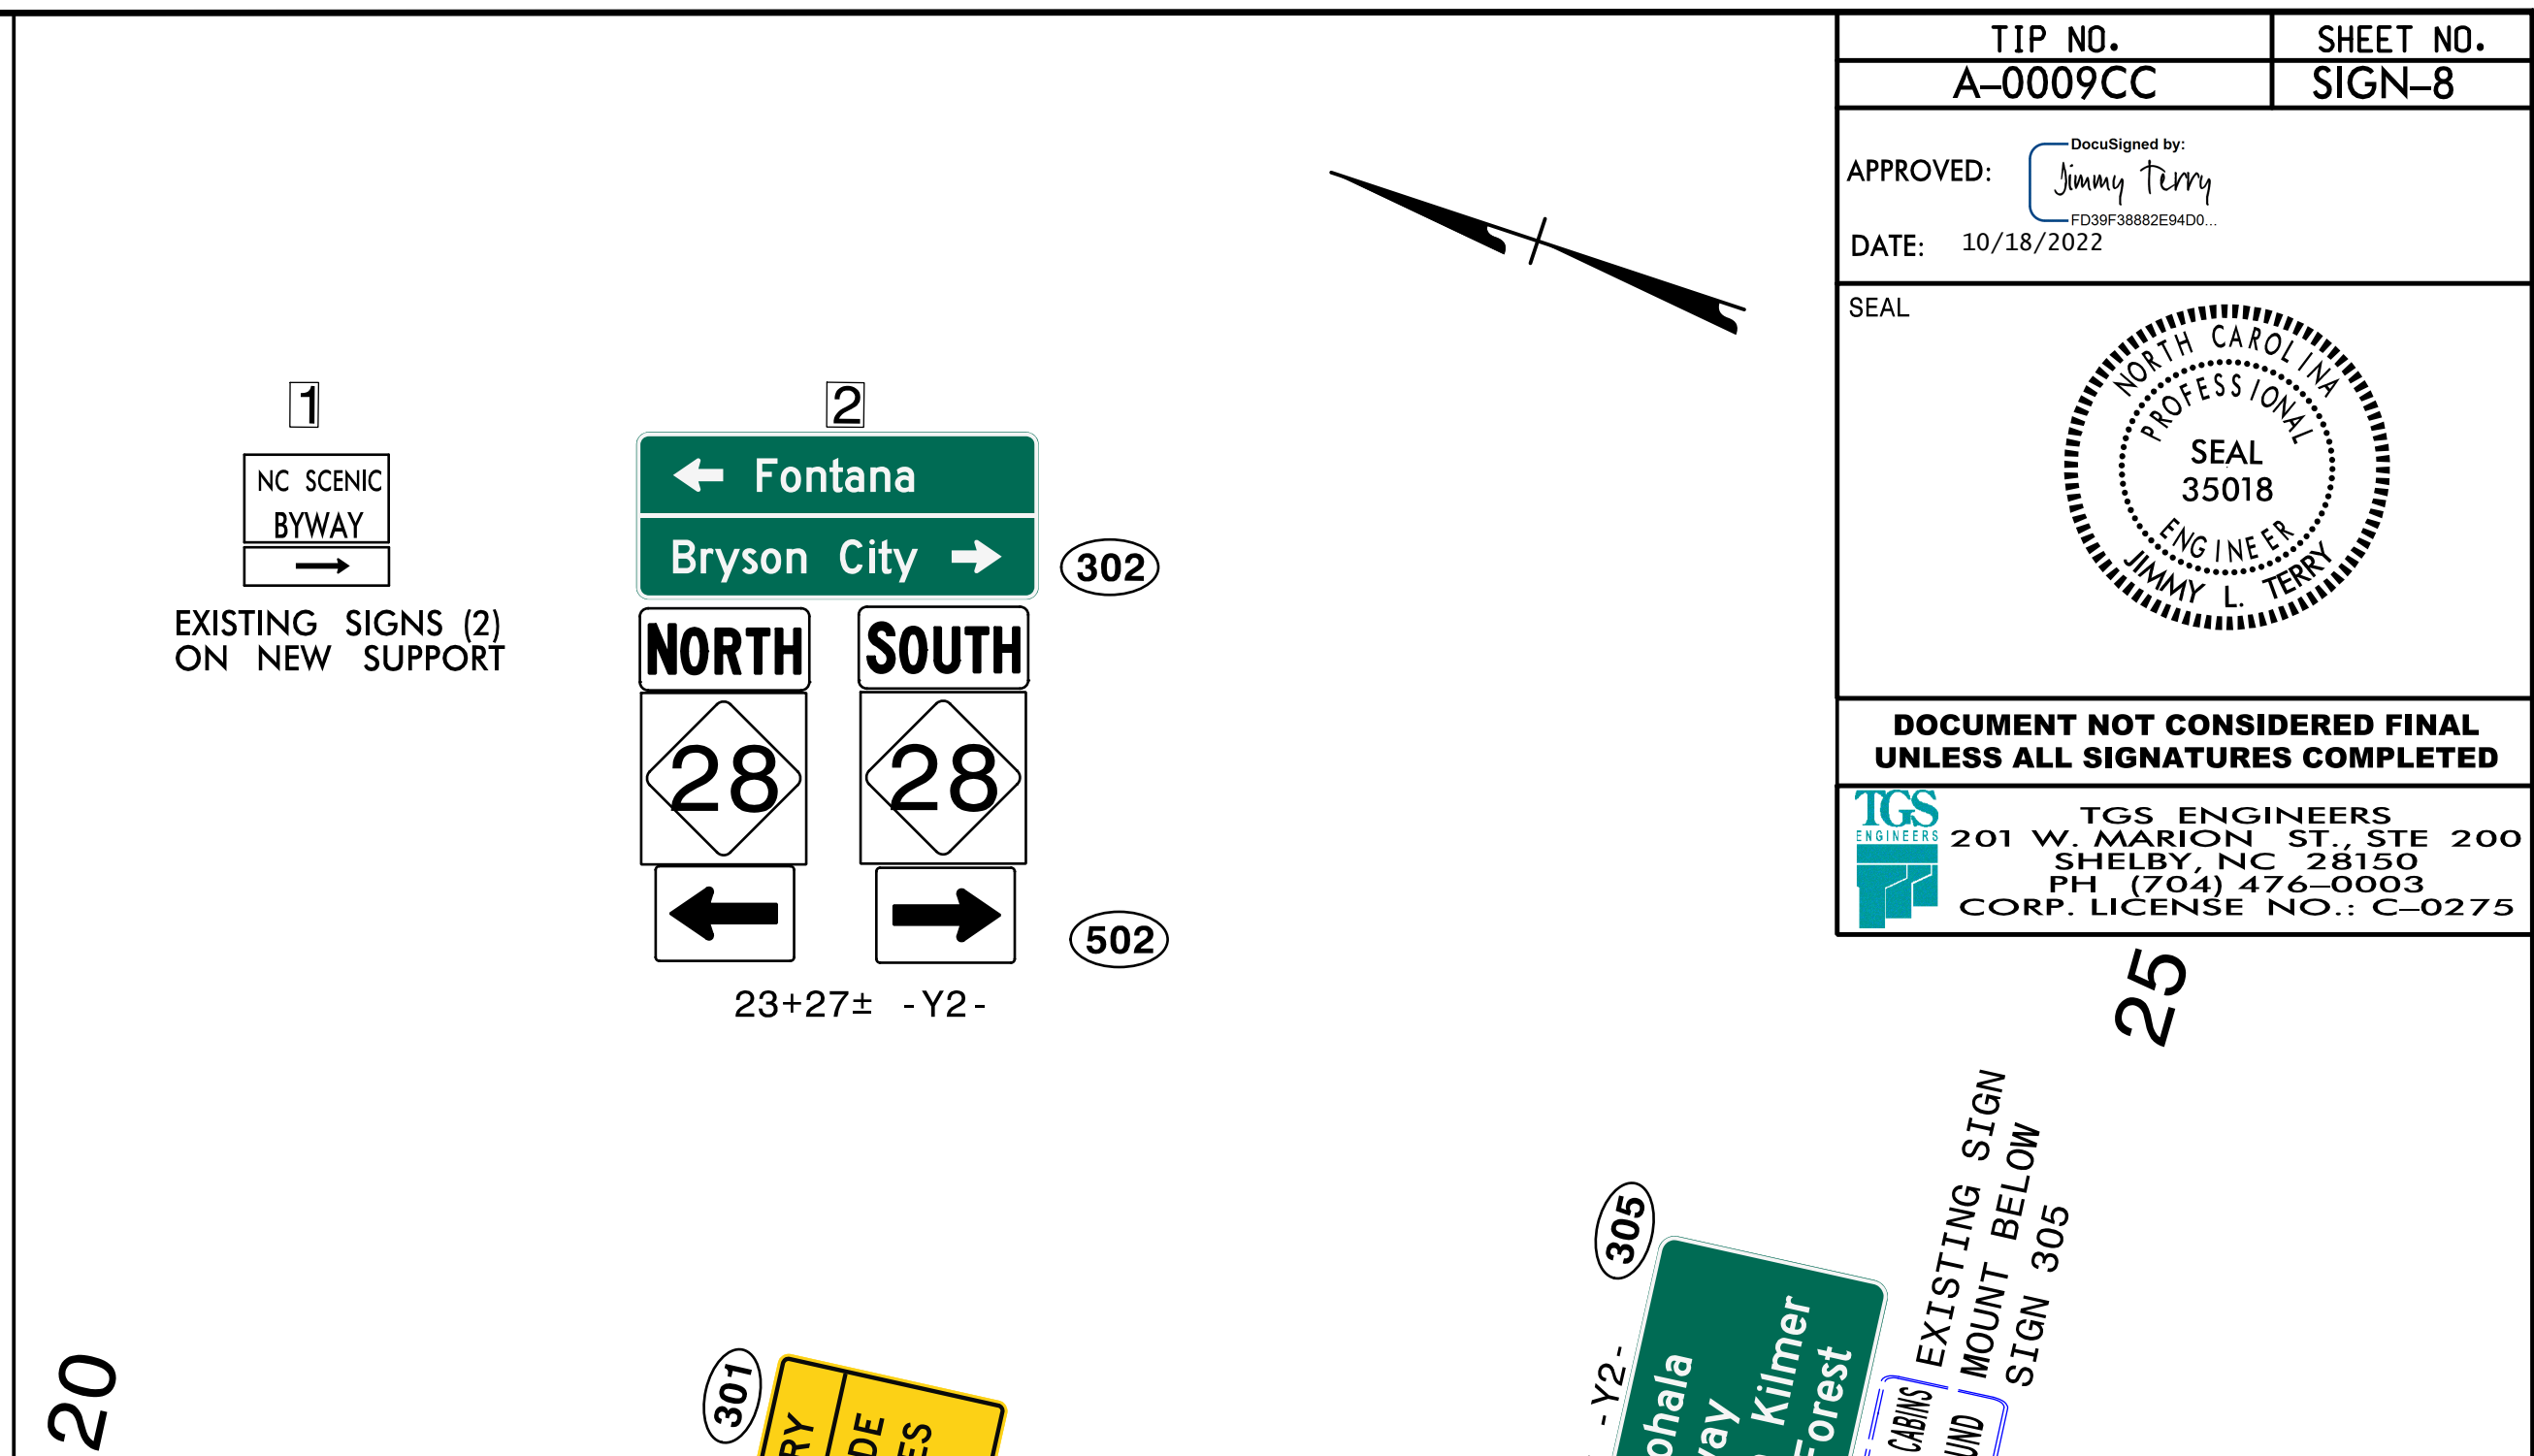 TIP NO. SHEET NO.
A-0009CC SIGN-8
APPROVED:
DocuSigned by:
Jimmy Terry
FD39F38882E94D0...
DATE: 10/18/2022
SEAL
NORTH CAROLINA
PROFESSIONAL
SEAL
35018
ENGINEER
JIMMY L. TERRY
DOCUMENT NOT CONSIDERED FINAL
UNLESS ALL SIGNATURES COMPLETED
TGS
ENGINEERS
TGS ENGINEERS
201 W. MARION ST., STE 200
SHELBY, NC 28150
PH (704) 476-0003
CORP. LICENSE NO.: C-0275
1
NC SCENIC
BYWAY
EXISTING SIGNS (2)
ON NEW SUPPORT
2
← Fontana
Bryson City →
302
NORTH SOUTH
28 28
502
23+27± -Y2-
25
20
301
305
-Y2-
Kilmer
Forest
EXISTING SIGN
MOUNT BELOW
SIGN 305
CABINS